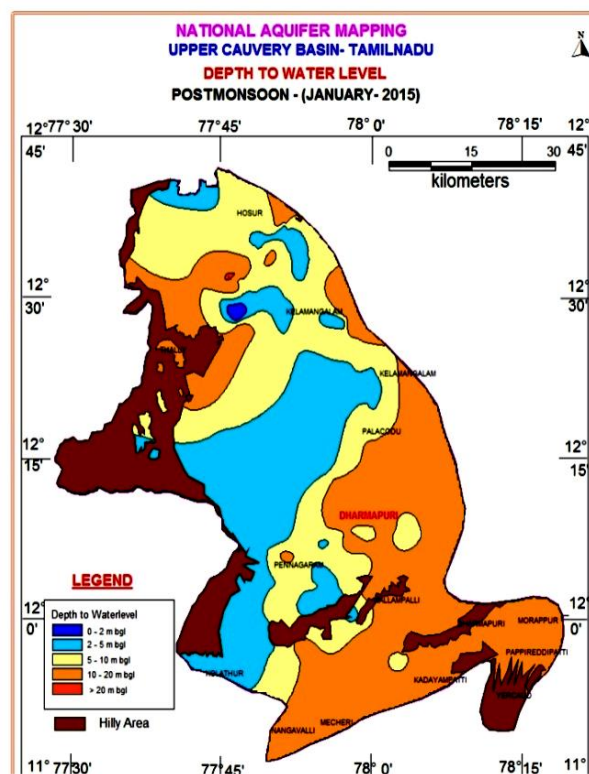 NATIONAL AQUIFER MAPPING
UPPER CAUVERY BASIN- TAMILNADU
DEPTH TO WATER LEVEL
POSTMONSOON - (JANUARY- 2015)
N
12° 77°30' 77°45' 78°0' 78°15' 12°
45' 45'
0 15 30
kilometers
HOSUR
12° 12°
30' 30'
KELAMANGALAM
KELAMANGALAM
PALACODU
12° 12°
15' 15'
DHARMAPURI
PENNAGARAM
LEGEND
Depth to Waterlevel
0 - 2 m bgl
2 - 5 m bgl
5 - 10 m bgl
10 - 20 m bgl
> 20 m bgl
Hilly Area
12° 12°
0' 0'
MORAPPUR
PAPPIREDDIPATTI
KADAYAMPATTI
MECHERI
NANGAVALLI
11° 77°30' 77°45' 78°0' 78°15' 11°